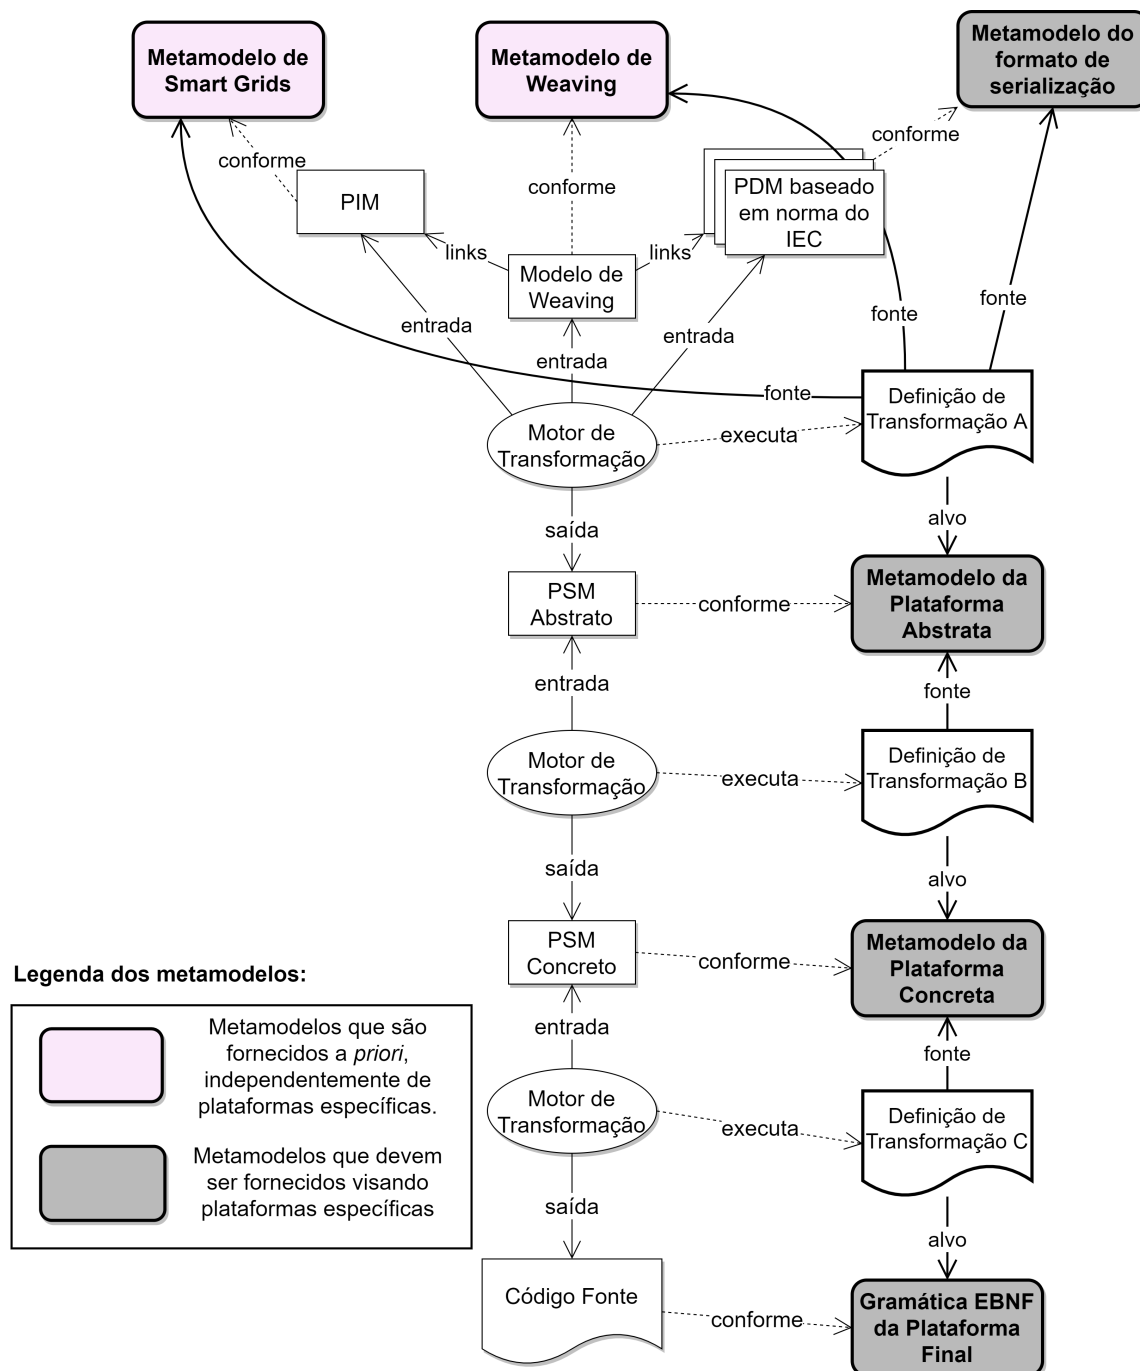 Metamodelo de
Smart Grids
Metamodelo de
Weaving
Metamodelo do
formato de
serialização
conforme
conforme
conforme
PIM
PDM baseado
em norma do
IEC
links
links
Modelo de
Weaving
entrada
entrada
entrada
fonte
fonte
fonte
Motor de
Transformação
executa
Definição de
Transformação A
saída
alvo
PSM
Abstrato
conforme
Metamodelo da
Plataforma
Abstrata
entrada
fonte
Motor de
Transformação
executa
Definição de
Transformação B
saída
alvo
PSM
Concreto
conforme
Metamodelo da
Plataforma
Concreta
entrada
fonte
Motor de
Transformação
executa
Definição de
Transformação C
saída
alvo
Código Fonte
conforme
Gramática EBNF
da Plataforma
Final
Legenda dos metamodelos:
Metamodelos que são
fornecidos a priori,
independentemente de
plataformas específicas.
Metamodelos que devem
ser fornecidos visando
plataformas específicas